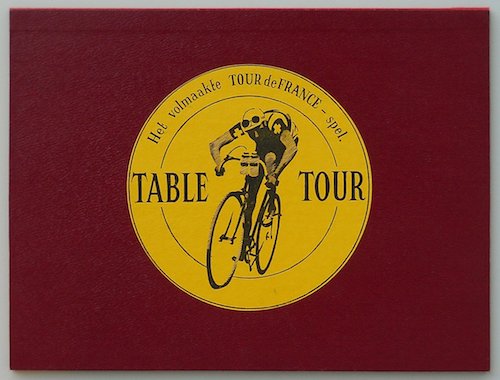 Het volmaakte TOUR de FRANCE - spel.
TABLE TOUR